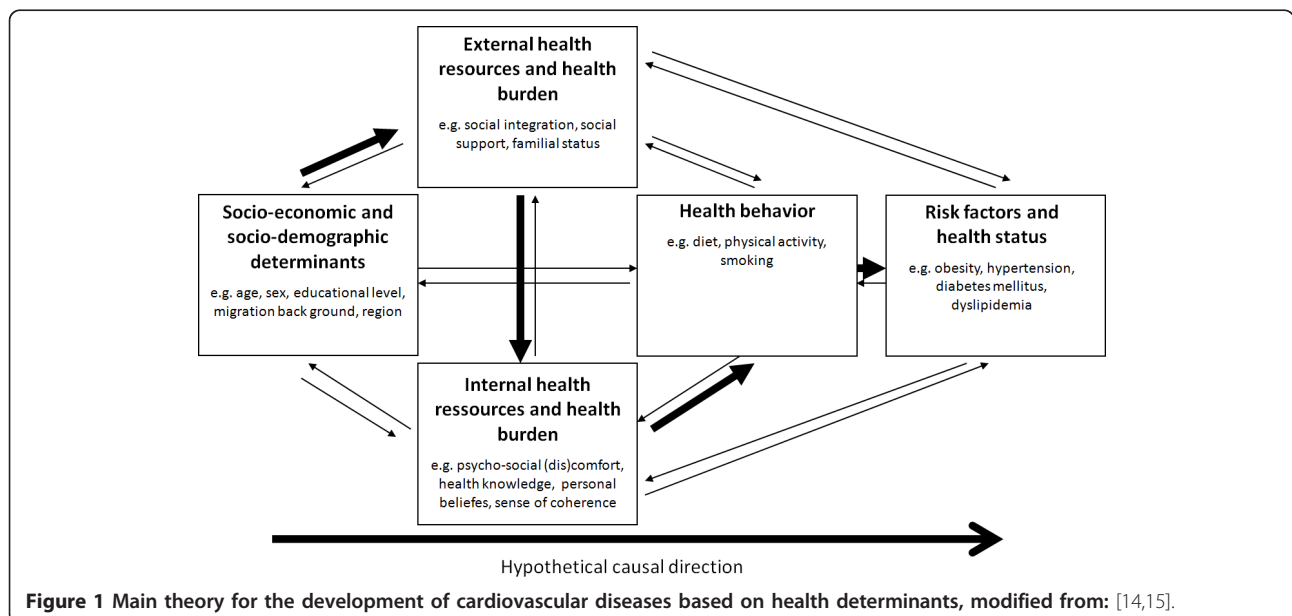 External health
resources and health
burden
e.g. social integration, social
support, familial status
Socio-economic and
socio-demographic
determinants
e.g. age, sex, educational level,
migration back ground, region
Health behavior
e.g. diet, physical activity,
smoking
Risk factors and
health status
e.g. obesity, hypertension,
diabetes mellitus,
dyslipidemia
Internal health
ressources and health
burden
e.g. psycho-social (dis)comfort,
health knowledge, personal
beliefes, sense of coherence
Hypothetical causal direction
Figure 1 Main theory for the development of cardiovascular diseases based on health determinants, modified from: [14,15].